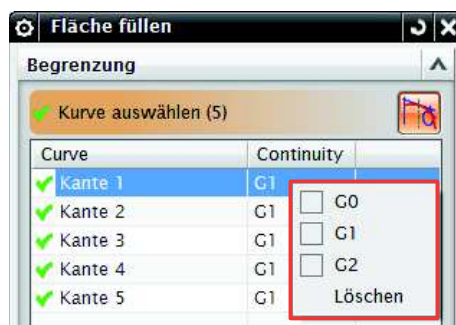 Fläche füllen
Begrenzung
Kurve auswählen (5)
Curve Continuity
Kante 1 G1
Kante 2 G1
Kante 3 G1
Kante 4 G1
Kante 5 G1
G0
G1
G2
Löschen